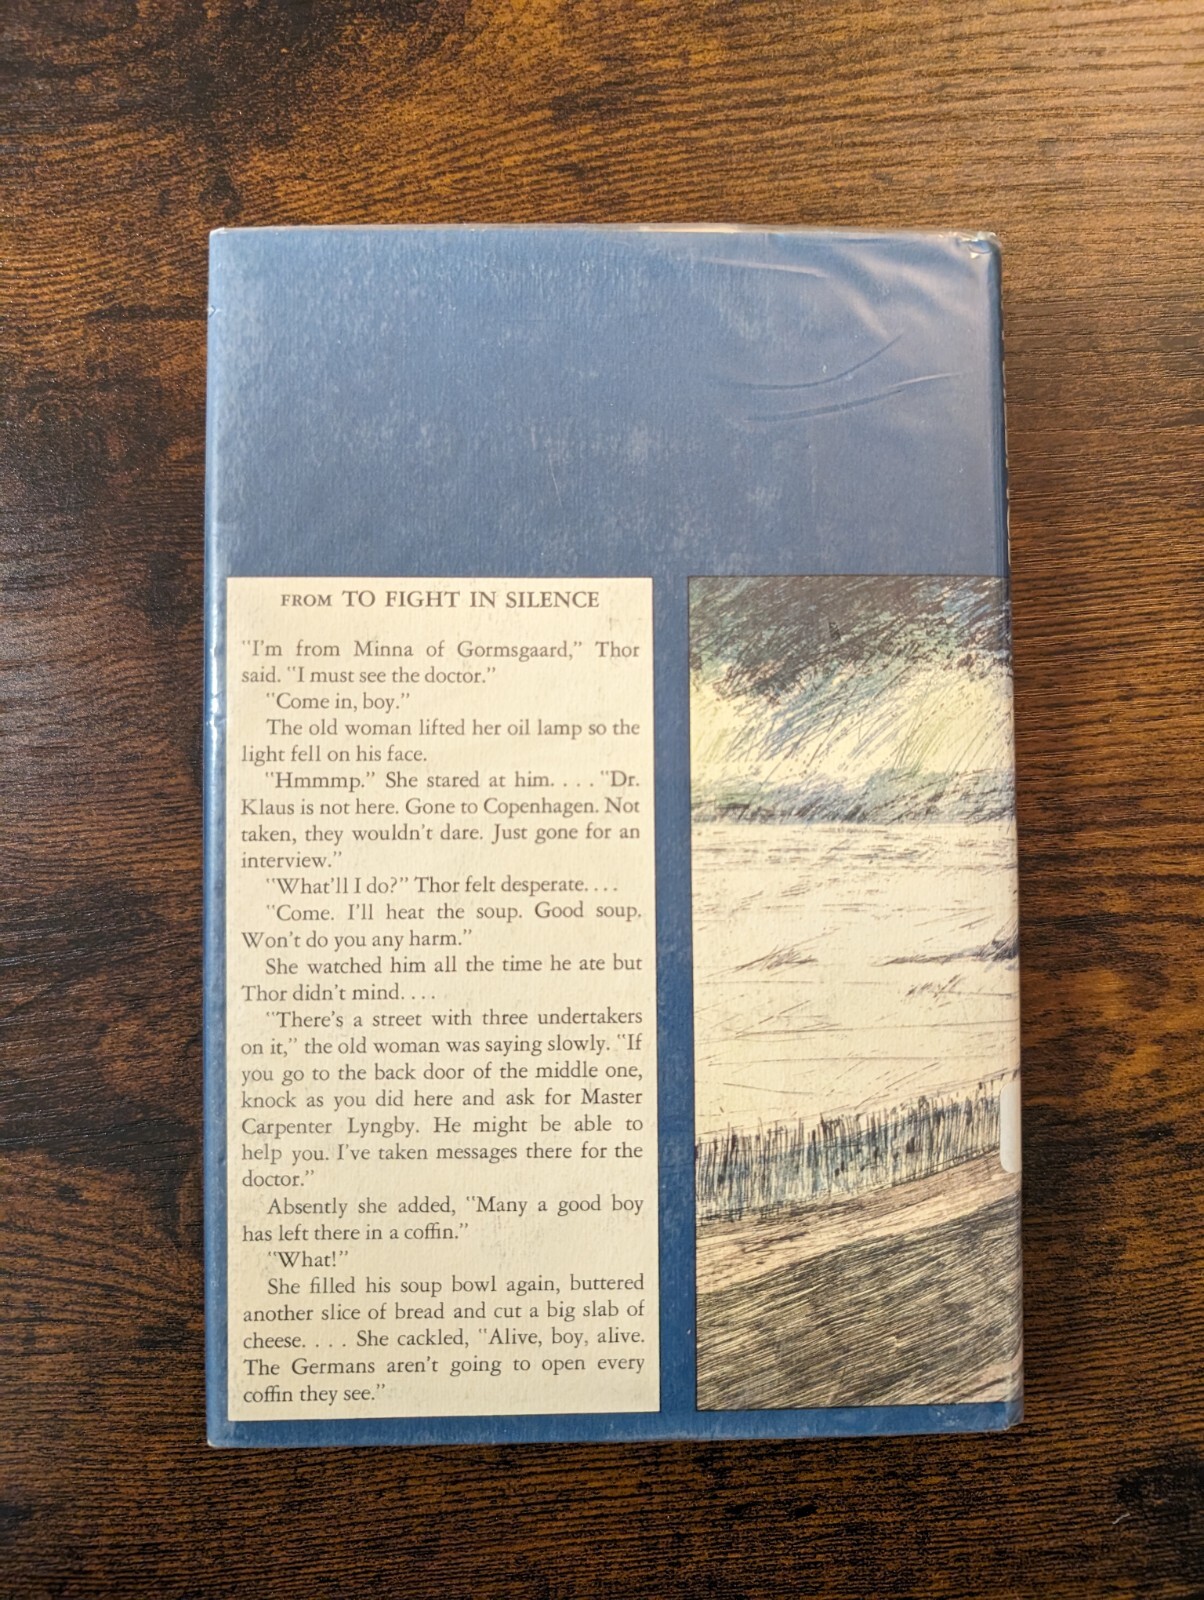 FROM TO FIGHT IN SILENCE
"I'm from Minna of Gormsgaard," Thor
said. "I must see the doctor."
"Come in, boy."
The old woman lifted her oil lamp so the
light fell on his face.
"Hmmmp." She stared at him. . . . "Dr.
Klaus is not here. Gone to Copenhagen. Not
taken, they wouldn't dare. Just gone for an
interview."
"What'll I do?" Thor felt desperate. . . .
"Come. I'll heat the soup. Good soup.
Won't do you any harm."
She watched him all the time he ate but
Thor didn't mind. . . .
"There's a street with three undertakers
on it," the old woman was saying slowly. "If
you go to the back door of the middle one,
knock as you did here and ask for Master
Carpenter Lyngby. He might be able to
help you. I've taken messages there for the
doctor."
Absently she added, "Many a good boy
has left there in a coffin."
"What!"
She filled his soup bowl again, buttered
another slice of bread and cut a big slab of
cheese. . . . She cackled, "Alive, boy, alive.
The Germans aren't going to open every
coffin they see."